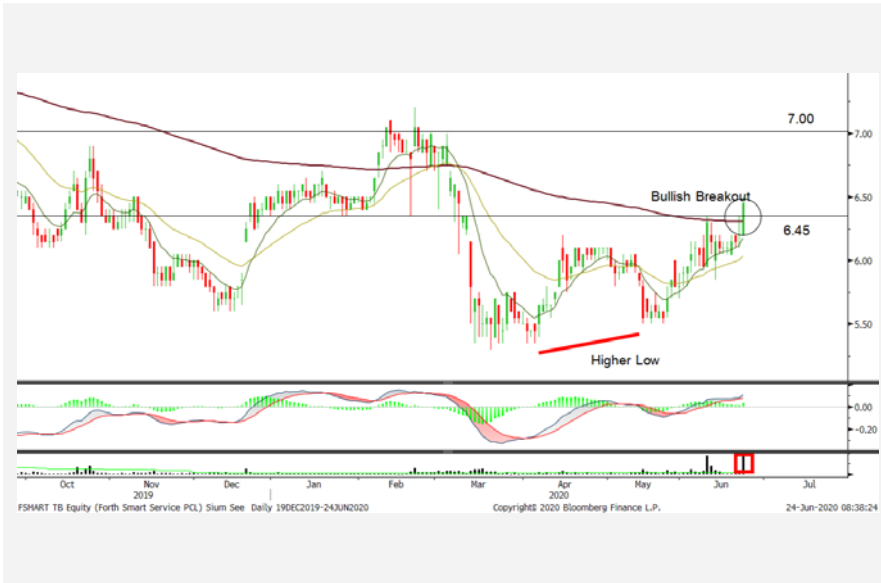 7.00
7.00
Bullish Breakout
6.50
6.45
6.00
5.50
Higher Low
0.00
-0.20
Oct Nov Dec Jan Feb Mar Apr May Jun Jul
2019 2020
FSMART TB Equity (Forth Smart Service PCL) Sium See Daily 19DEC2019-24JUN2020 Copyright© 2020 Bloomberg Finance L.P. 24-Jun-2020 08:38:24